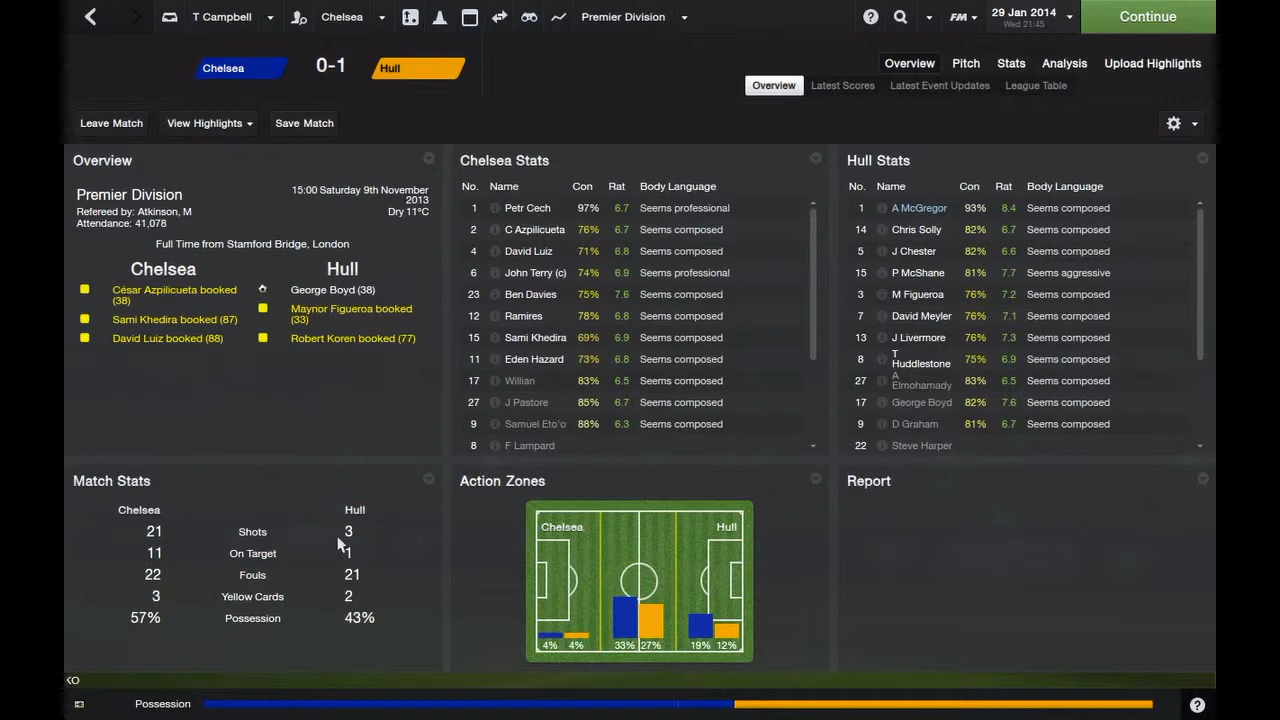 T Campbell
Chelsea
Premier Division
FM
29 Jan 2014
Wed 21:45
Continue
Chelsea
0-1
Hull
Overview
Pitch
Stats
Analysis
Upload Highlights
Overview
Latest Scores
Latest Event Updates
League Table
Leave Match
View Highlights
Save Match
Overview
Premier Division
Refereed by: Atkinson, M
Attendance: 41,078
15:00 Saturday 9th November
2013
Dry 11°C
Full Time from Stamford Bridge, London
Chelsea
César Azpilicueta booked
(38)
Sami Khedira booked (87)
David Luiz booked (88)
Hull
George Boyd (38)
Maynor Figueroa booked
(33)
Robert Koren booked (77)
Chelsea Stats
No. Name Con Rat Body Language
1 Petr Cech 97% 6.7 Seems professional
2 C Azpilicueta 76% 6.7 Seems composed
4 David Luiz 71% 6.8 Seems composed
6 John Terry (c) 74% 6.9 Seems professional
23 Ben Davies 75% 7.6 Seems composed
12 Ramires 78% 6.8 Seems composed
15 Sami Khedira 69% 6.9 Seems composed
11 Eden Hazard 73% 6.8 Seems composed
17 Willian 83% 6.5 Seems composed
27 J Pastore 85% 6.7 Seems composed
9 Samuel Eto'o 88% 6.3 Seems composed
8 F Lampard
Hull Stats
No. Name Con Rat Body Language
1 A McGregor 93% 8.4 Seems composed
14 Chris Solly 82% 6.7 Seems composed
5 J Chester 82% 6.6 Seems composed
15 P McShane 81% 7.7 Seems aggressive
3 M Figueroa 76% 7.2 Seems composed
7 David Meyler 76% 7.1 Seems composed
13 J Livermore 76% 7.3 Seems composed
8 T Huddlestone 75% 6.9 Seems composed
27 A Elmohamady 83% 6.5 Seems composed
17 George Boyd 82% 7.6 Seems composed
9 D Graham 81% 6.7 Seems composed
22 Steve Harper
Match Stats
Chelsea Hull
21 Shots 3
11 On Target 1
22 Fouls 21
3 Yellow Cards 2
57% Possession 43%
Action Zones
Chelsea Hull
4% 4% 33% 27% 19% 12%
Report
KO
Possession